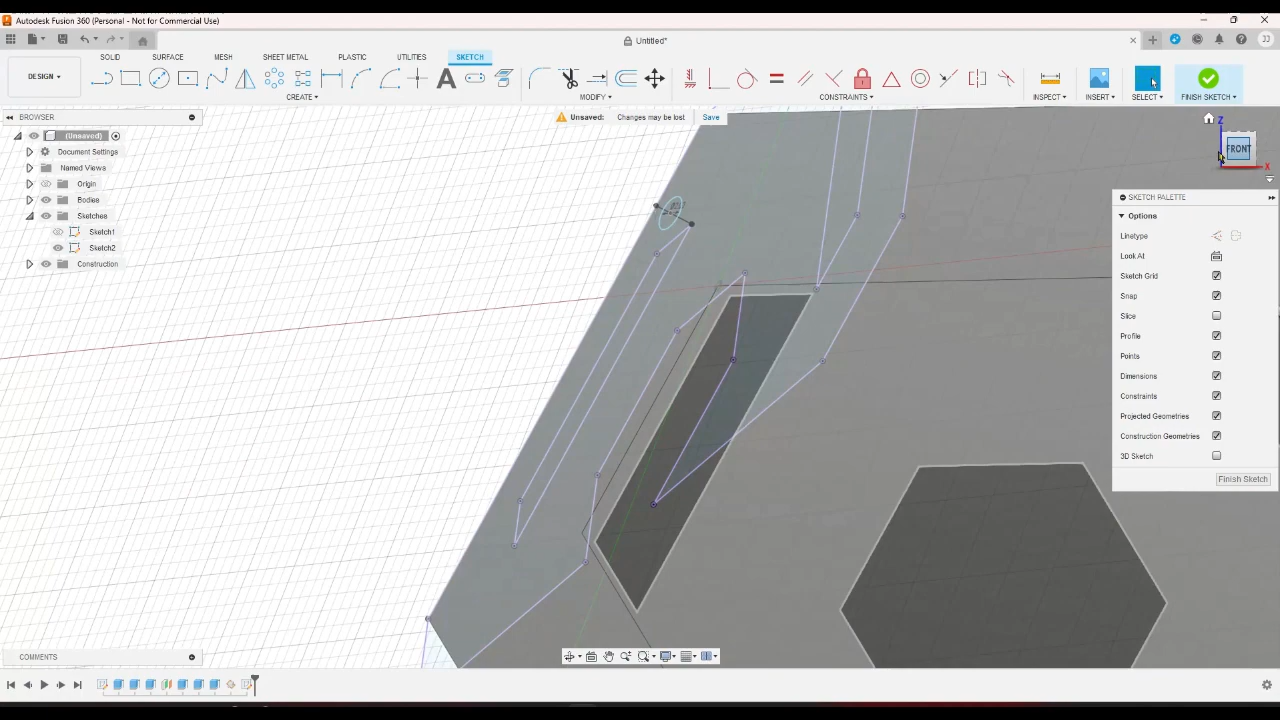 Autodesk Fusion 360 (Personal - Not for Commercial Use)
Untitled*
SOLID SURFACE MESH SHEET METAL PLASTIC UTILITIES SKETCH
DESIGN
CREATE MODIFY CONSTRAINTS INSPECT INSERT SELECT FINISH SKETCH
BROWSER
Unsaved: Changes may be lost Save
(Unsaved)
Document Settings
Named Views
Origin
Bodies
Sketches
Sketch1
Sketch2
Construction
Z
FRONT
X
SKETCH PALETTE
Options
Linetype
Look At
Sketch Grid
Snap
Slice
Profile
Points
Dimensions
Constraints
Projected Geometries
Construction Geometries
3D Sketch
Finish Sketch
COMMENTS